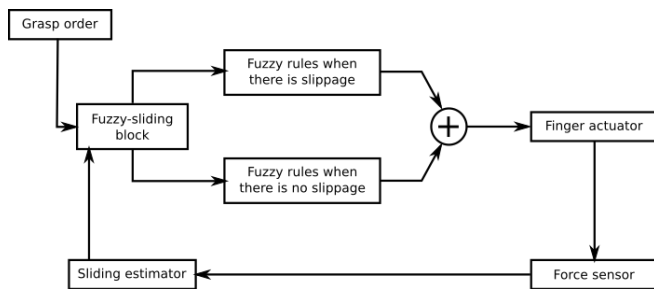 Grasp order
Fuzzy rules when
there is slippage
Fuzzy-sliding
block
Finger actuator
Fuzzy rules when
there is no slippage
Sliding estimator
Force sensor